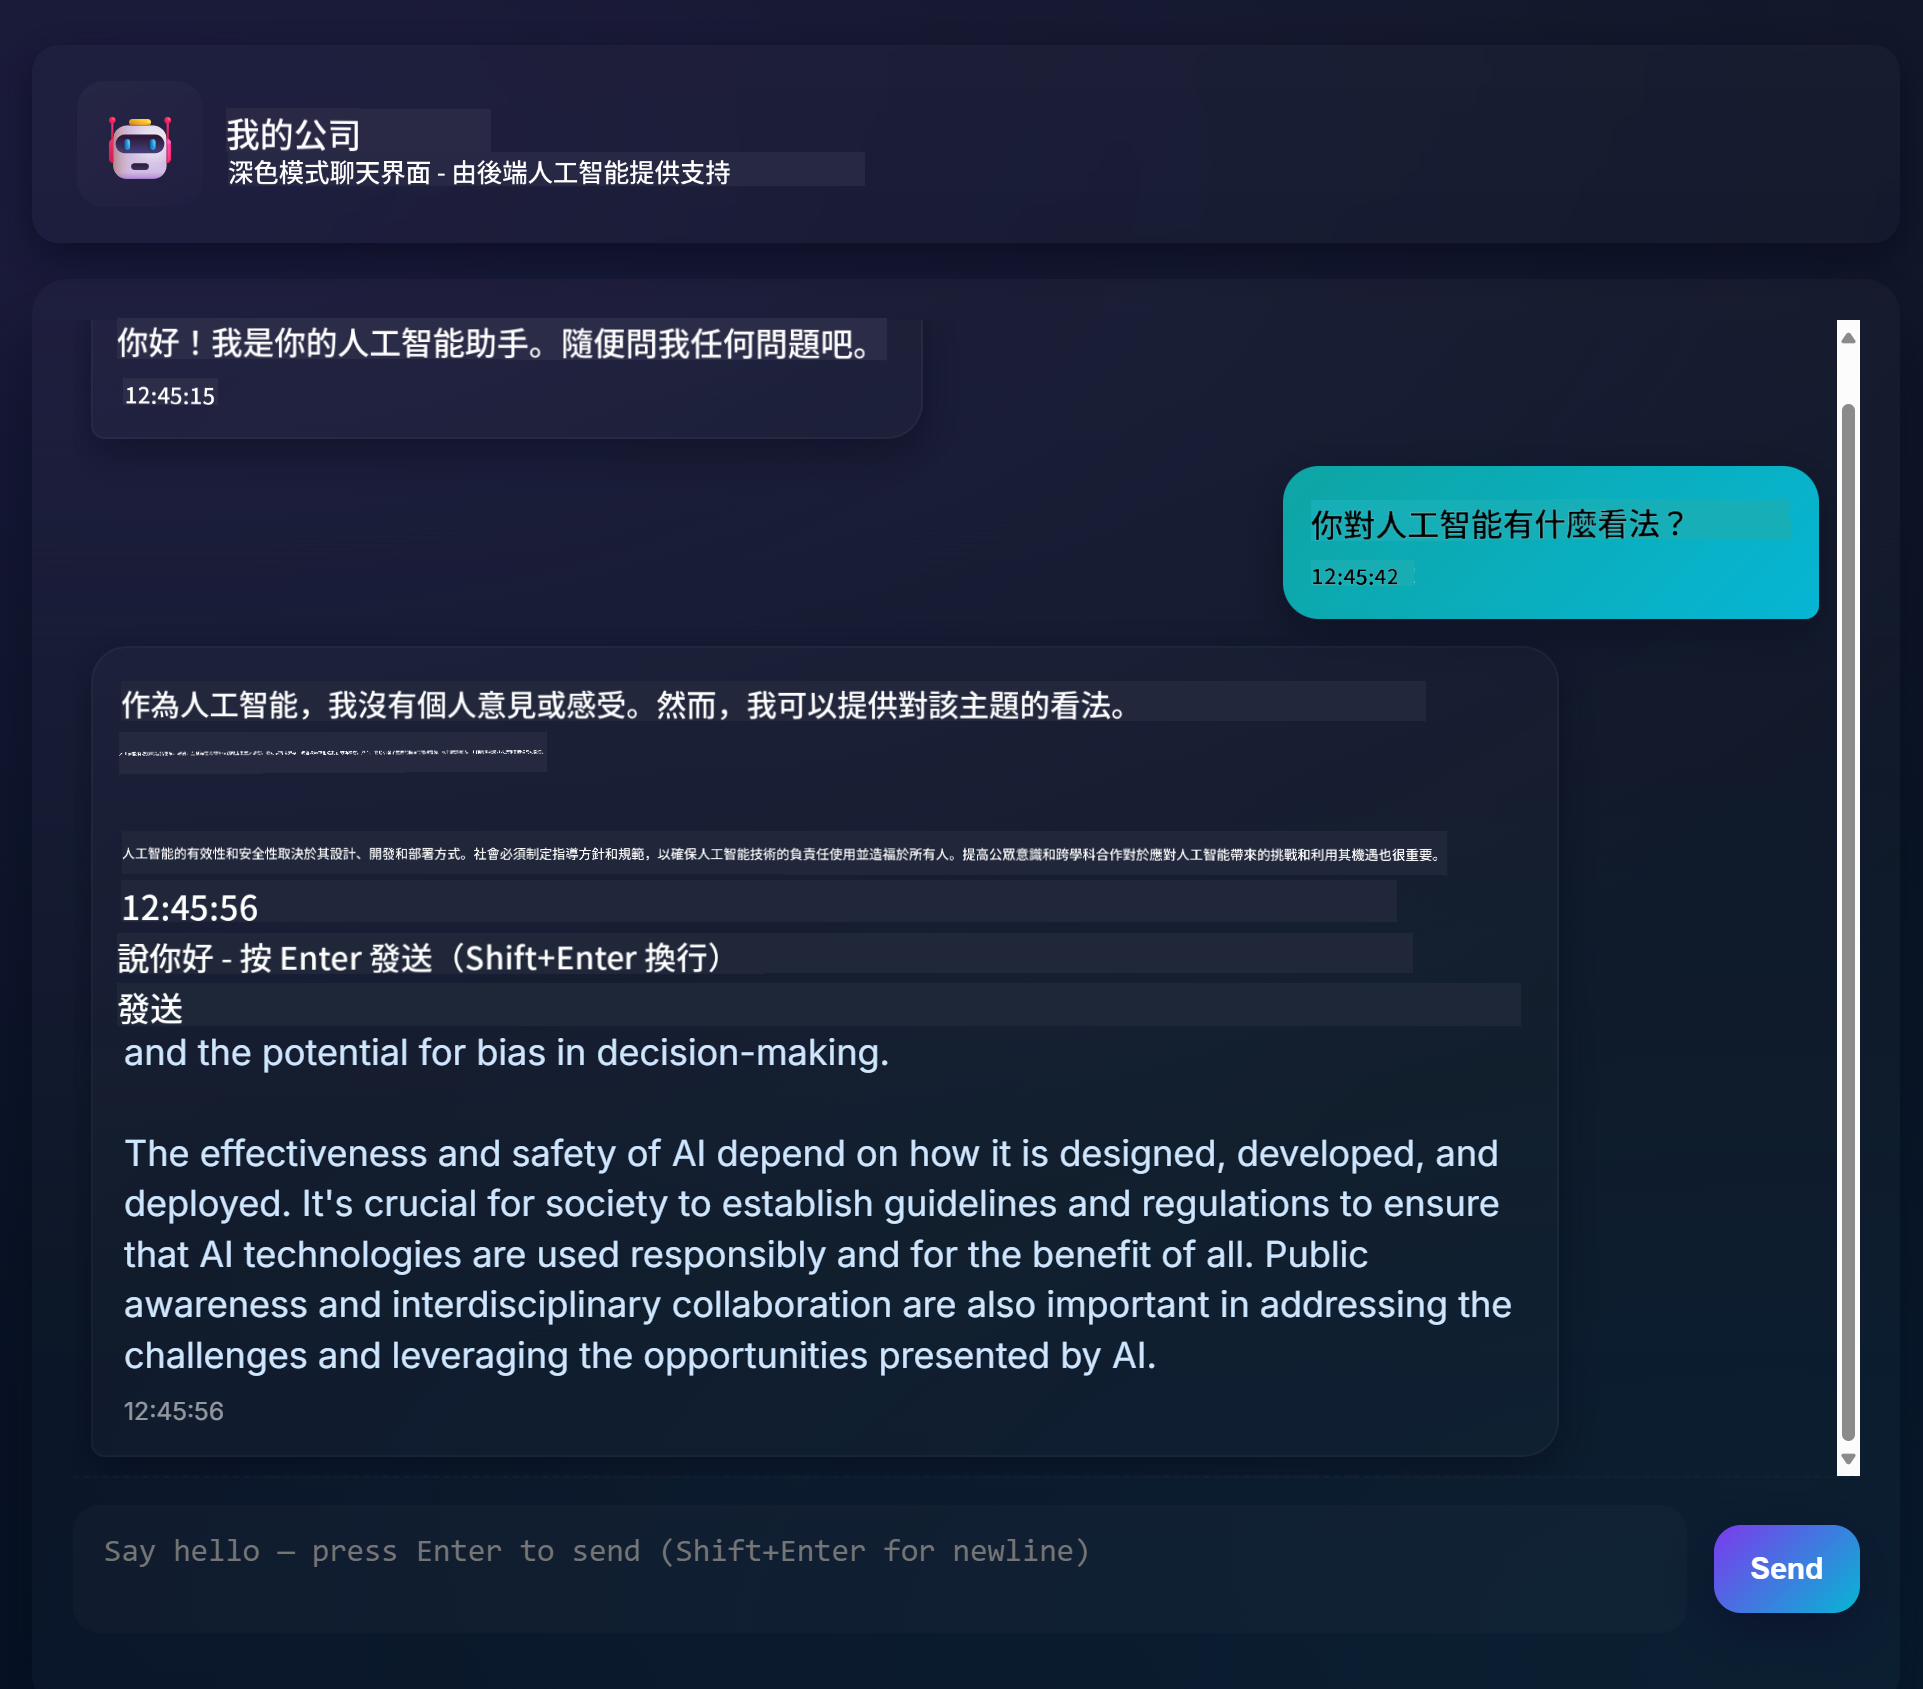 我的公司
深色模式聊天界面 - 由後端人工智能提供支持
你好！我是你的人工智能助手。隨便問我任何問題吧。
12:45:15
你對人工智能有什麼看法？
12:45:42
作為人工智能，我沒有個人意見或感受。然而，我可以提供對該主題的看法。
人工智能的有效性和安全性取決於其設計、開發和部署方式。社會必須制定指導方針和規範，以確保人工智能技術的負責任使用並造福於所有人。提高公眾意識和跨學科合作對於應對人工智能帶來的挑戰和利用其機遇也很重要。
12:45:56
說你好 - 按 Enter 發送（Shift+Enter 換行）
發送
and the potential for bias in decision-making.
The effectiveness and safety of AI depend on how it is designed, developed, and
deployed. It's crucial for society to establish guidelines and regulations to ensure
that AI technologies are used responsibly and for the benefit of all. Public
awareness and interdisciplinary collaboration are also important in addressing the
challenges and leveraging the opportunities presented by AI.
12:45:56
Say hello — press Enter to send (Shift+Enter for newline)
Send